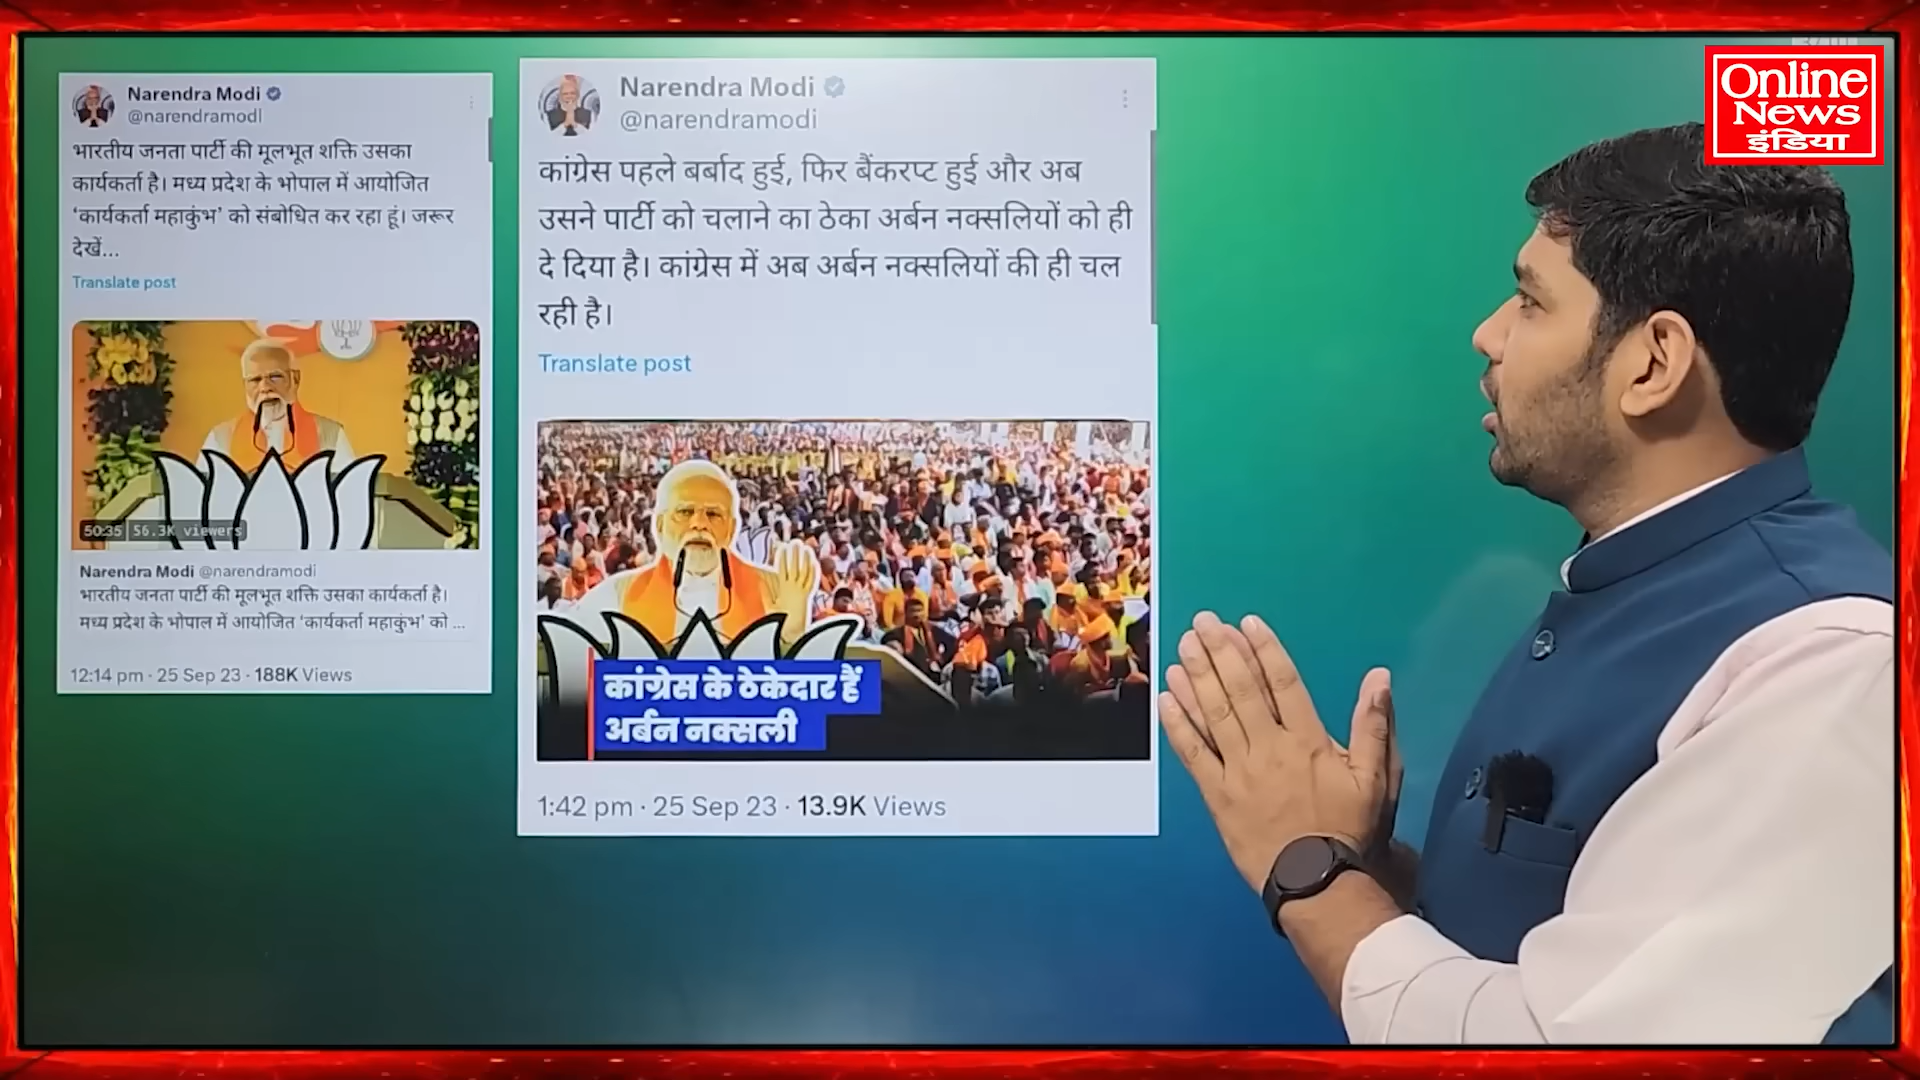 Narendra Modi
@narendramodi
भारतीय जनता पार्टी की मूलभूत शक्ति उसका
कार्यकर्ता है। मध्य प्रदेश के भोपाल में आयोजित
‘कार्यकर्ता महाकुंभ’ को संबोधित कर रहा हूं। जरूर
देखें...
Translate post
50:35 56.3K viewers
Narendra Modi @narendramodi
भारतीय जनता पार्टी की मूलभूत शक्ति उसका कार्यकर्ता है।
मध्य प्रदेश के भोपाल में आयोजित ‘कार्यकर्ता महाकुंभ’ को ...
12:14 pm · 25 Sep 23 · 188K Views
Narendra Modi
@narendramodi
कांग्रेस पहले बर्बाद हुई, फिर बैंकरप्ट हुई और अब
उसने पार्टी को चलाने का ठेका अर्बन नक्सलियों को ही
दे दिया है। कांग्रेस में अब अर्बन नक्सलियों की ही चल
रही है।
Translate post
कांग्रेस के ठेकेदार हैं
अर्बन नक्सली
1:42 pm · 25 Sep 23 · 13.9K Views
Online
News
इंडिया